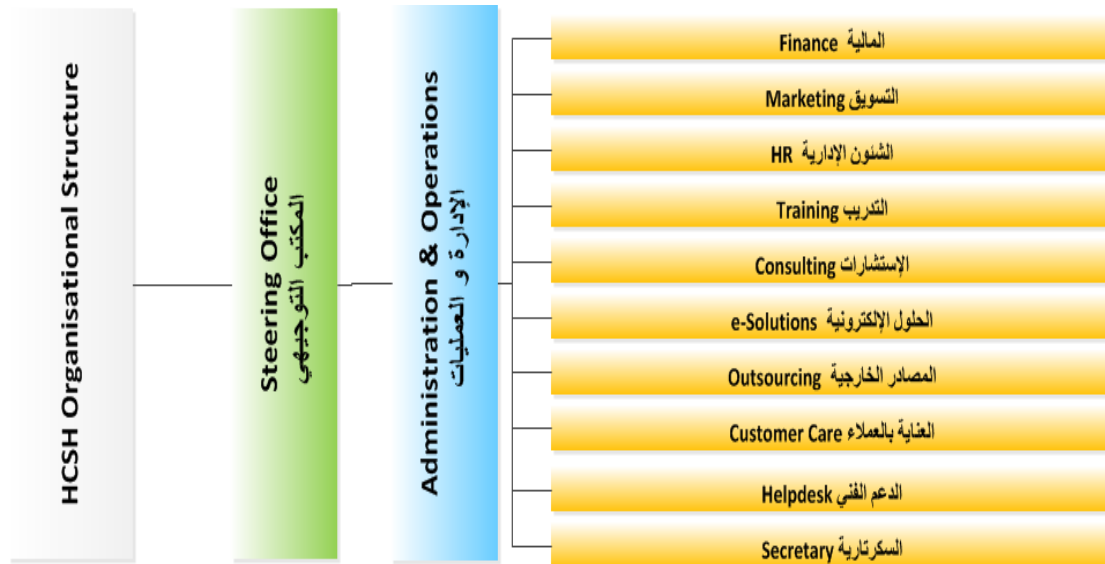 HCSH Organisational Structure
Steering Office
المكتب التوجيهي
Administration & Operations
الإدارة و العمليات
Finance المالية
Marketing التسويق
HR الشئون الإدارية
Training التدريب
Consulting الإستشارات
e-Solutions الحلول الإلكترونية
Outsourcing المصادر الخارجية
Customer Care العناية بالعملاء
Helpdesk الدعم الفني
Secretary السكرتارية